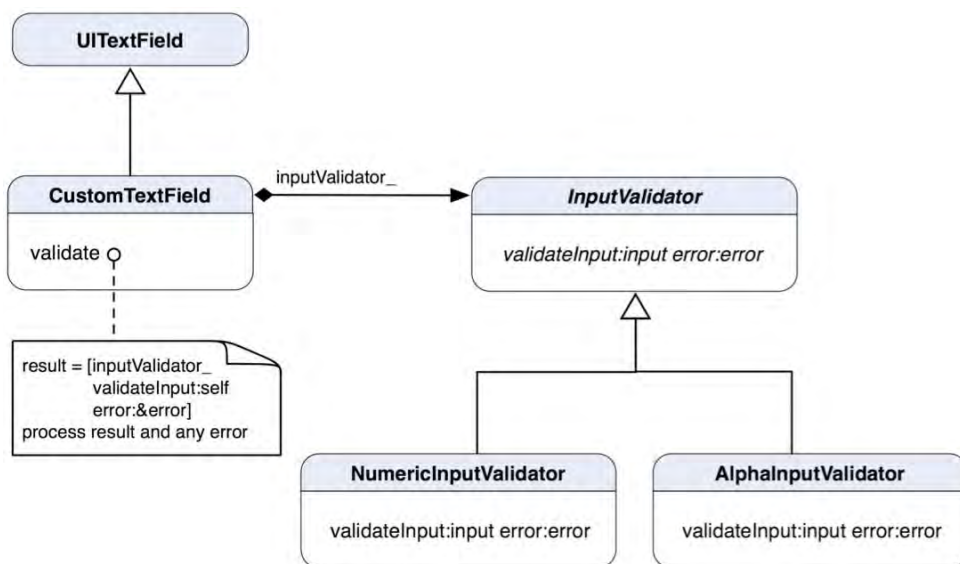 UITextField
CustomTextField
inputValidator_
InputValidator
validate
validateInput:input error:error
result = [inputValidator_
validateInput:self
error:&error]
process result and any error
NumericInputValidator
AlphaInputValidator
validateInput:input error:error
validateInput:input error:error